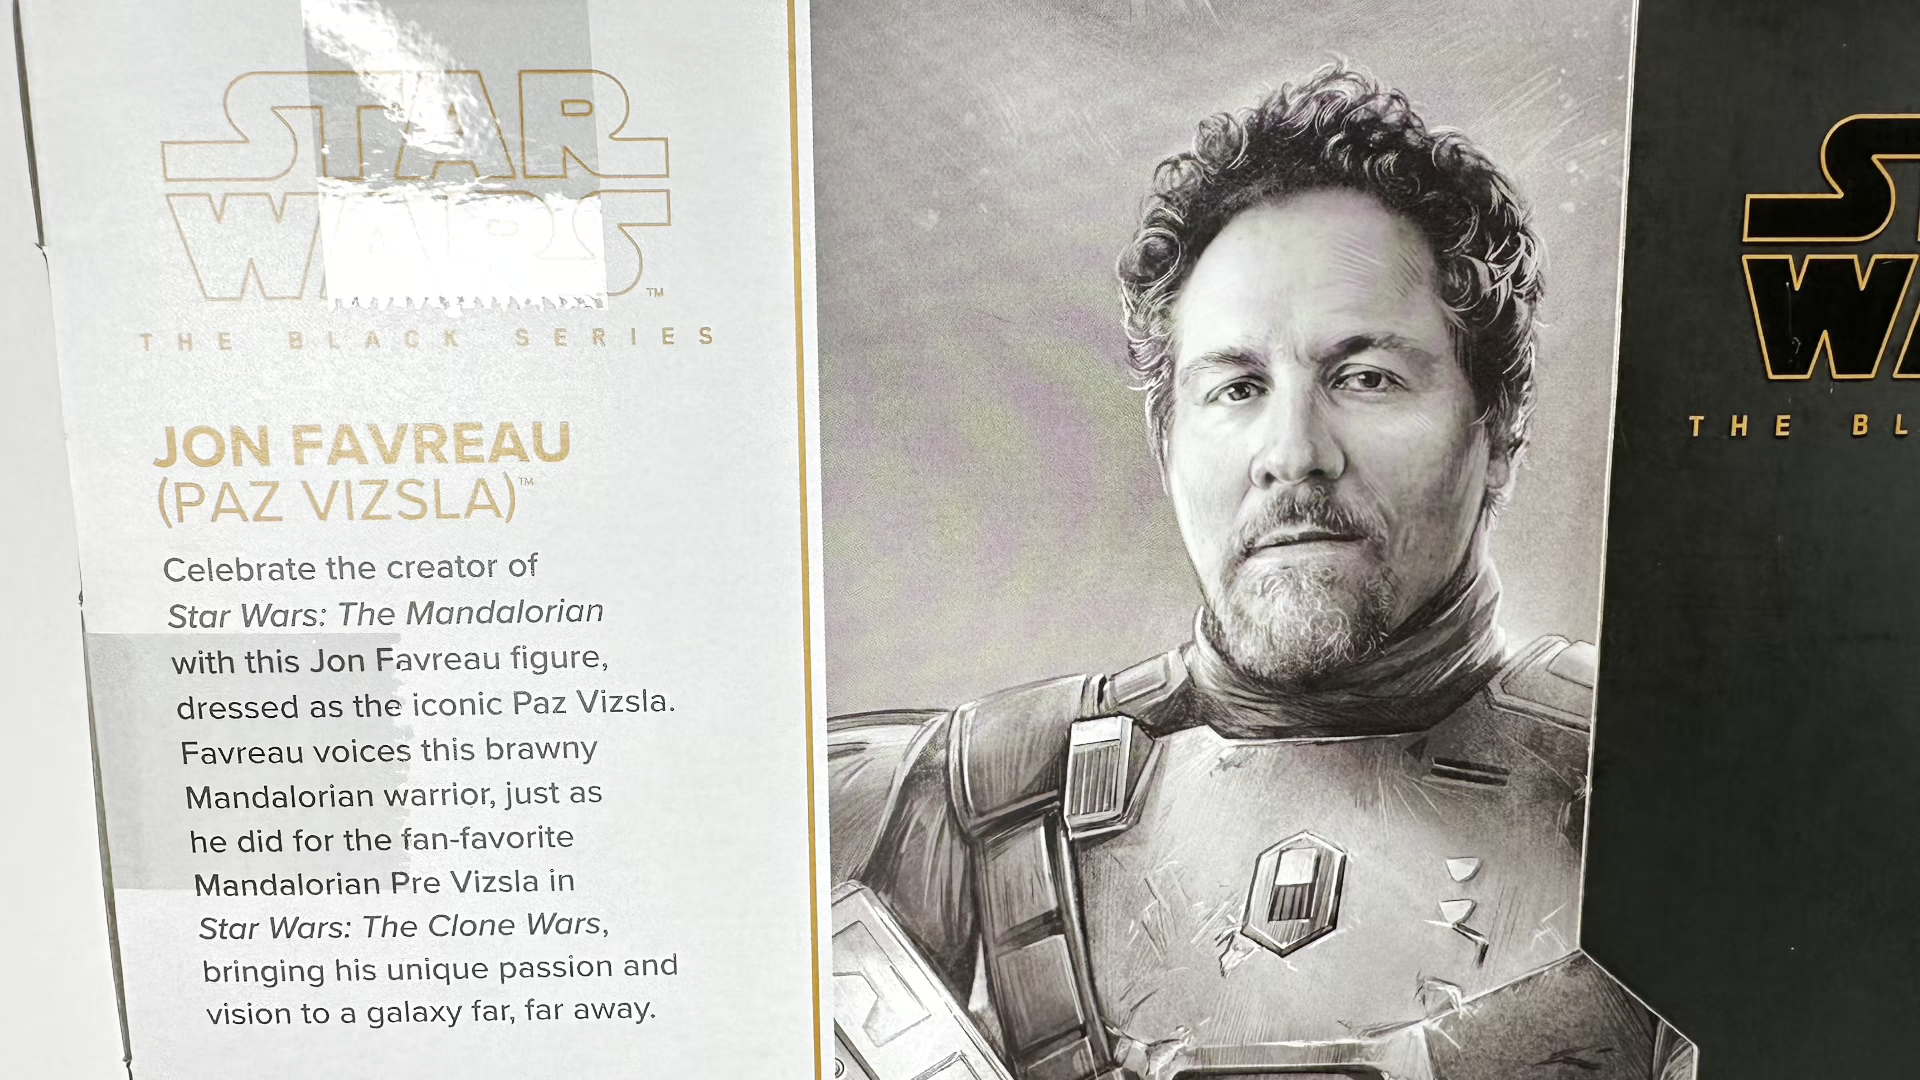 STAR
WARS
™
THE BLACK SERIES
JON FAVREAU
(PAZ VIZSLA)™
Celebrate the creator of
Star Wars: The Mandalorian
with this Jon Favreau figure,
dressed as the iconic Paz Vizsla.
Favreau voices this brawny
Mandalorian warrior, just as
he did for the fan-favorite
Mandalorian Pre Vizsla in
Star Wars: The Clone Wars,
bringing his unique passion and
vision to a galaxy far, far away.
THE BL